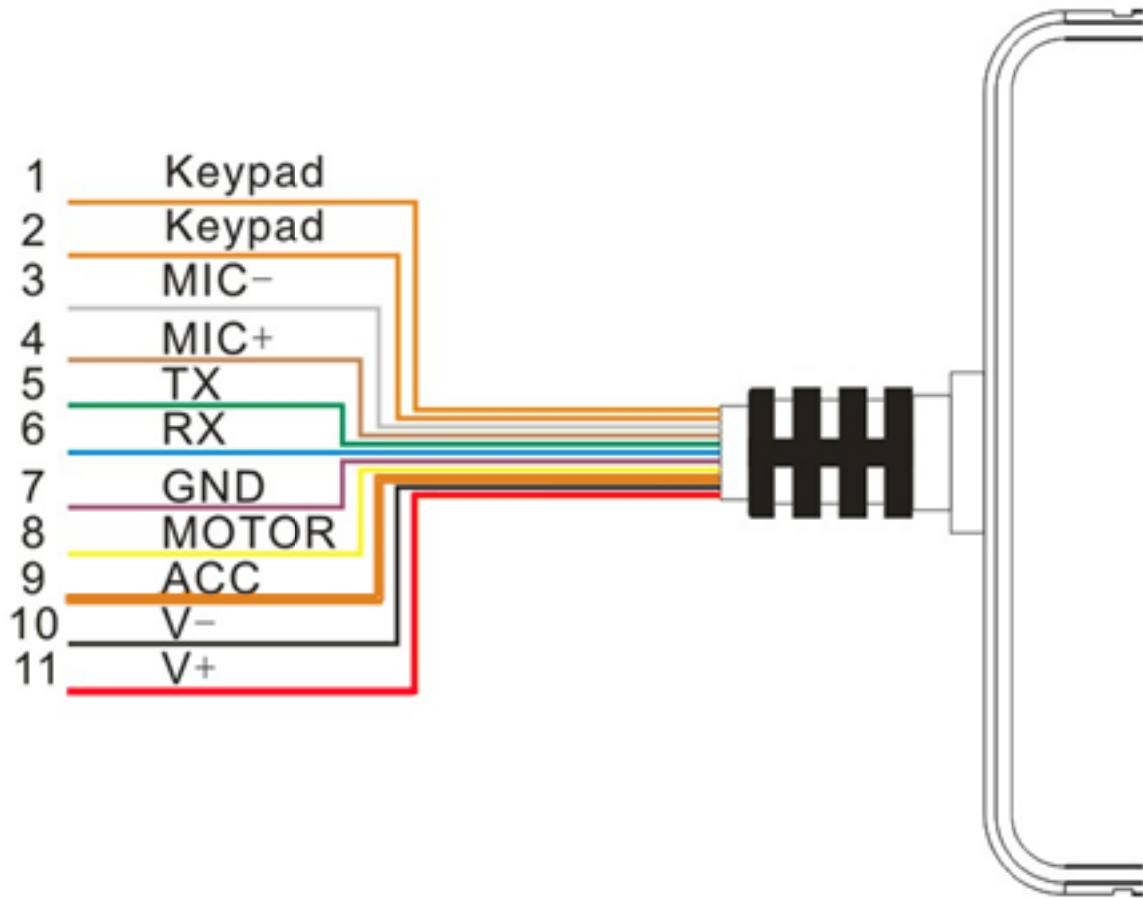 1 Keypad
2 Keypad
3 MIC-
4 MIC+
5 TX
6 RX
7 GND
8 MOTOR
9 ACC
10 V-
11 V+